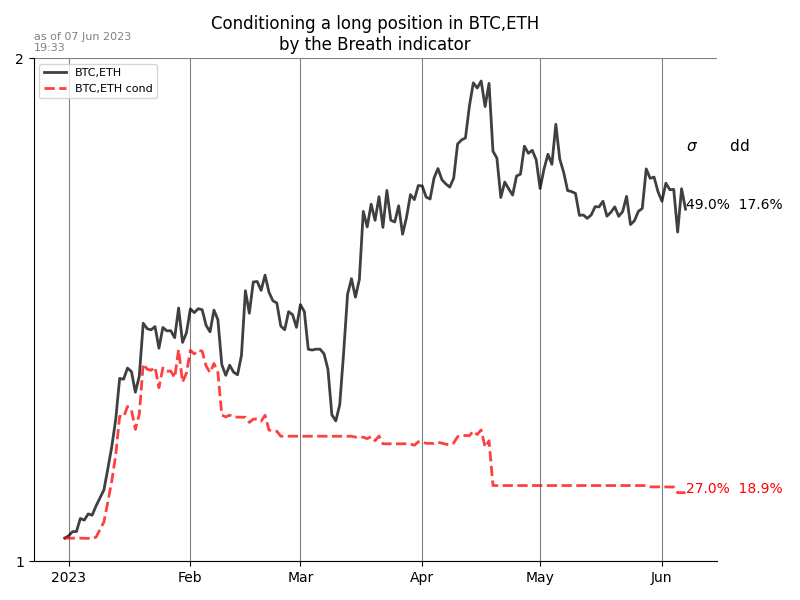 Conditioning a long position in BTC,ETH
by the Breath indicator
as of 07 Jun 2023
19:33
2
BTC,ETH
BTC,ETH cond
σ dd
49.0% 17.6%
27.0% 18.9%
1
2023 Feb Mar Apr May Jun